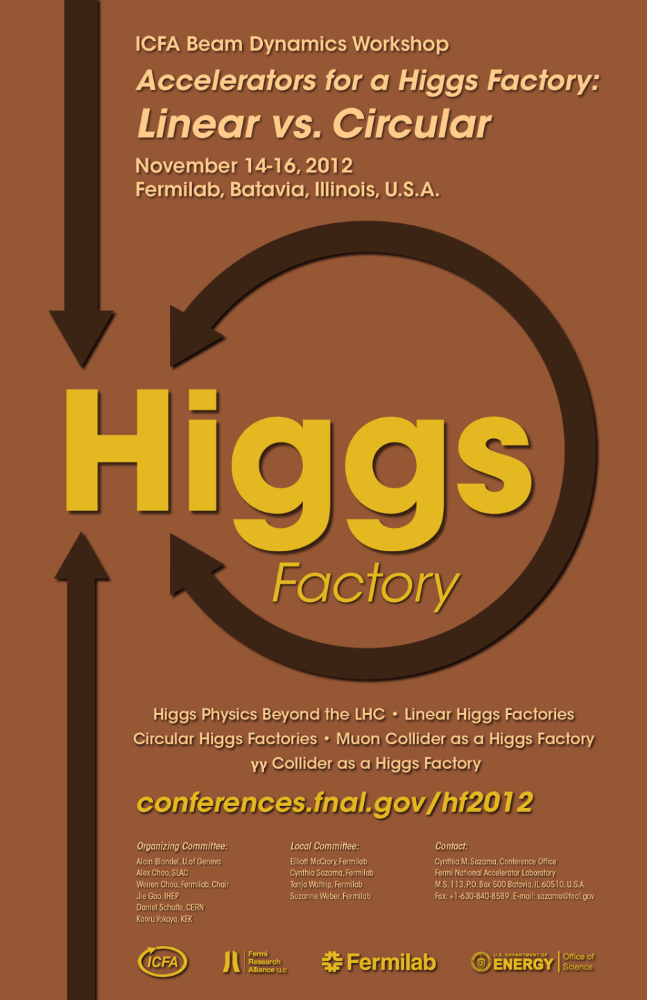 ICFA Beam Dynamics Workshop
Accelerators for a Higgs Factory:
Linear vs. Circular
November 14-16, 2012
Fermilab, Batavia, Illinois, U.S.A.
Higgs
Factory
Higgs Physics Beyond the LHC • Linear Higgs Factories
Circular Higgs Factories • Muon Collider as a Higgs Factory
γγ Collider as a Higgs Factory
conferences.fnal.gov/hf2012
Organizing Committee:
Alain Blondel, U.of Geneva
Alex Chao, SLAC
Weiren Chou, Fermilab, Chair
Jie Gao, IHEP
Daniel Schulte, CERN
Kaoru Yokoya, KEK
Local Committee:
Elliott McCrory, Fermilab
Cynthia Sazama, Fermilab
Tanja Waltrip, Fermilab
Suzanne Weber, Fermilab
Contact:
Cynthia M. Sazama, Conference Office
Fermi National Accelerator Laboratory
M.S. 113, P.O. Box 500 Batavia, IL 60510, U.S.A.
Fax: +1-630-840-8589 E-mail: sazama@fnal.gov
ICFA
Fermi
Research
Alliance LLC
Fermilab
U.S. DEPARTMENT OF
ENERGY
Office of
Science